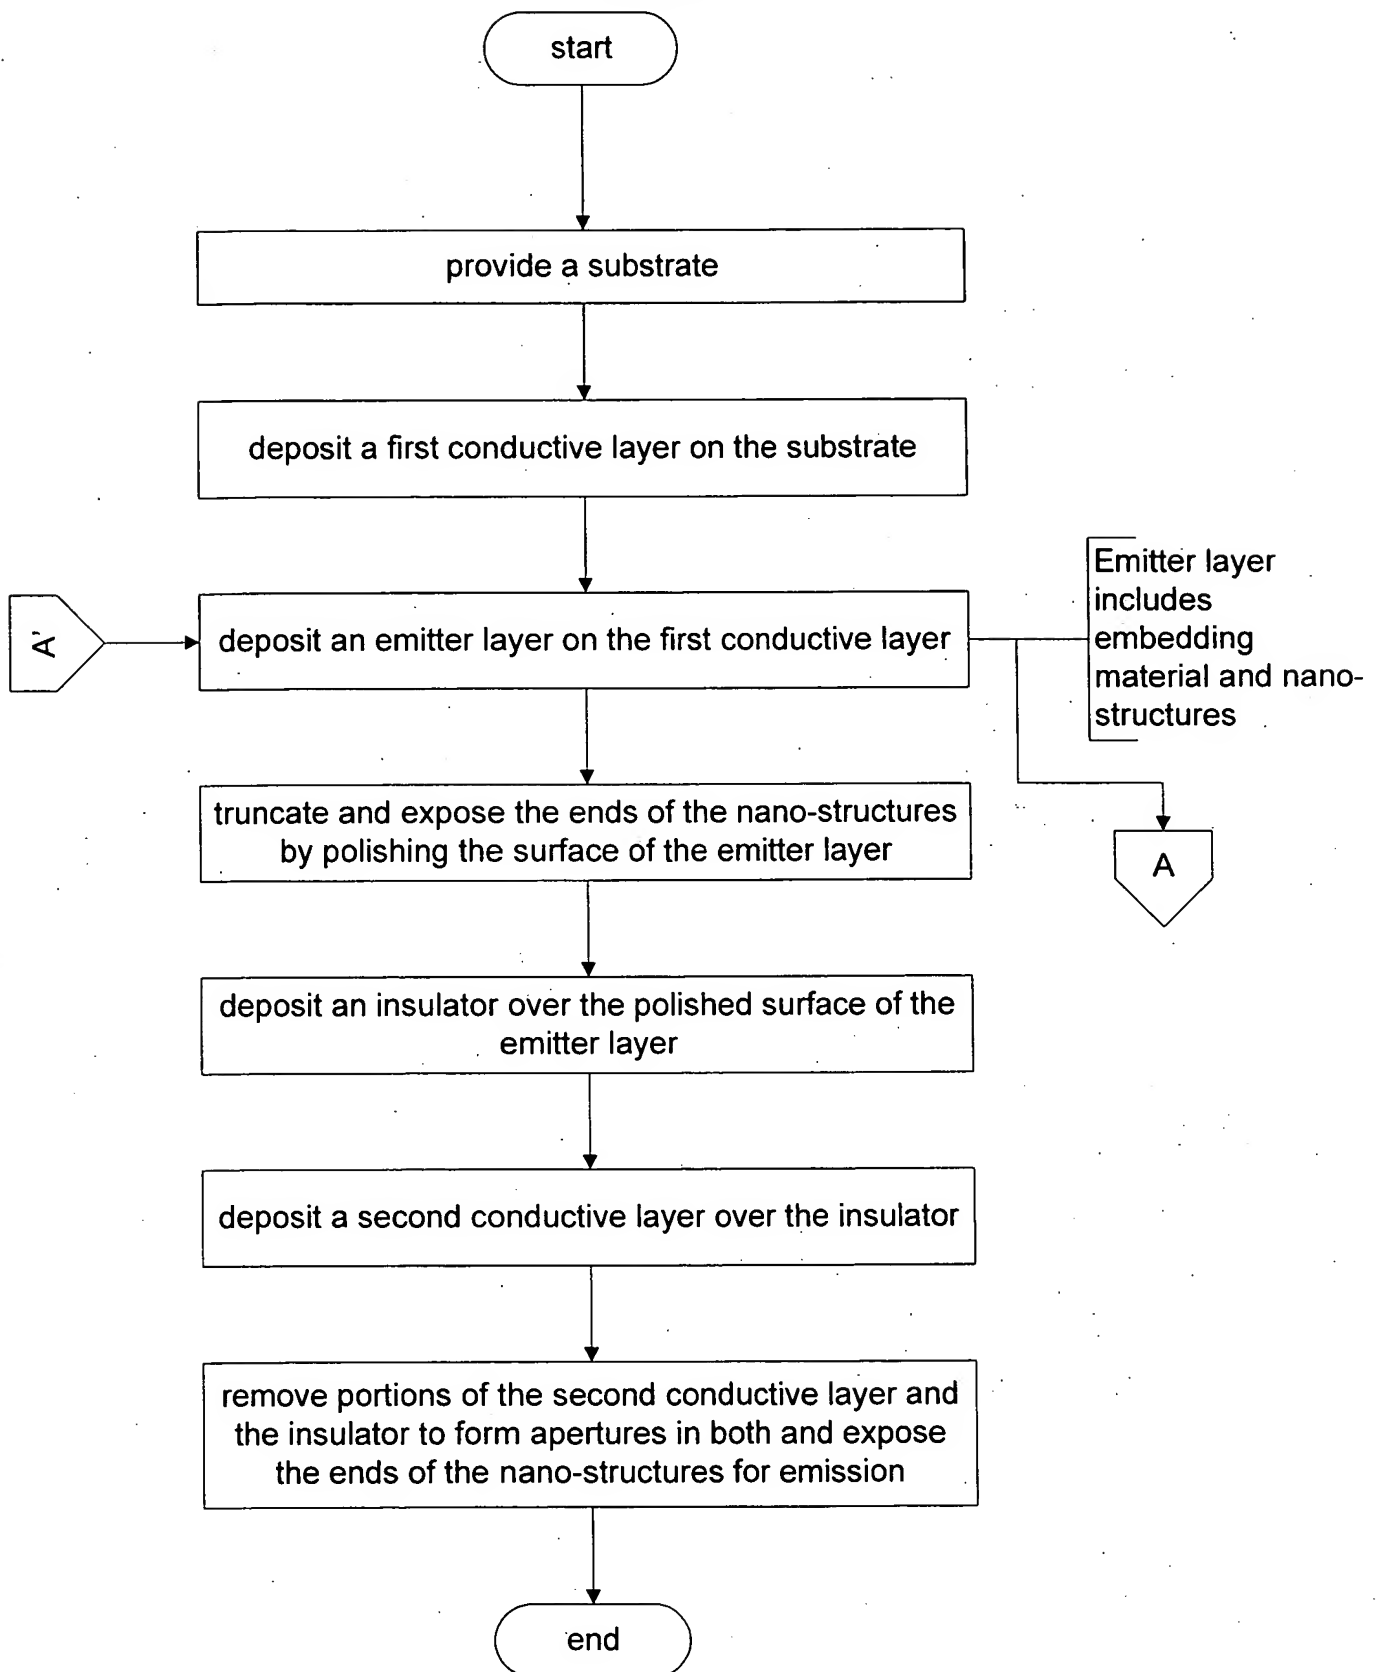 start
provide a substrate
deposit a first conductive layer on the substrate
A'
deposit an emitter layer on the first conductive layer
Emitter layer
includes
embedding
material and nano-
structures
A
truncate and expose the ends of the nano-structures
by polishing the surface of the emitter layer
deposit an insulator over the polished surface of the
emitter layer
deposit a second conductive layer over the insulator
remove portions of the second conductive layer and
the insulator to form apertures in both and expose
the ends of the nano-structures for emission
end